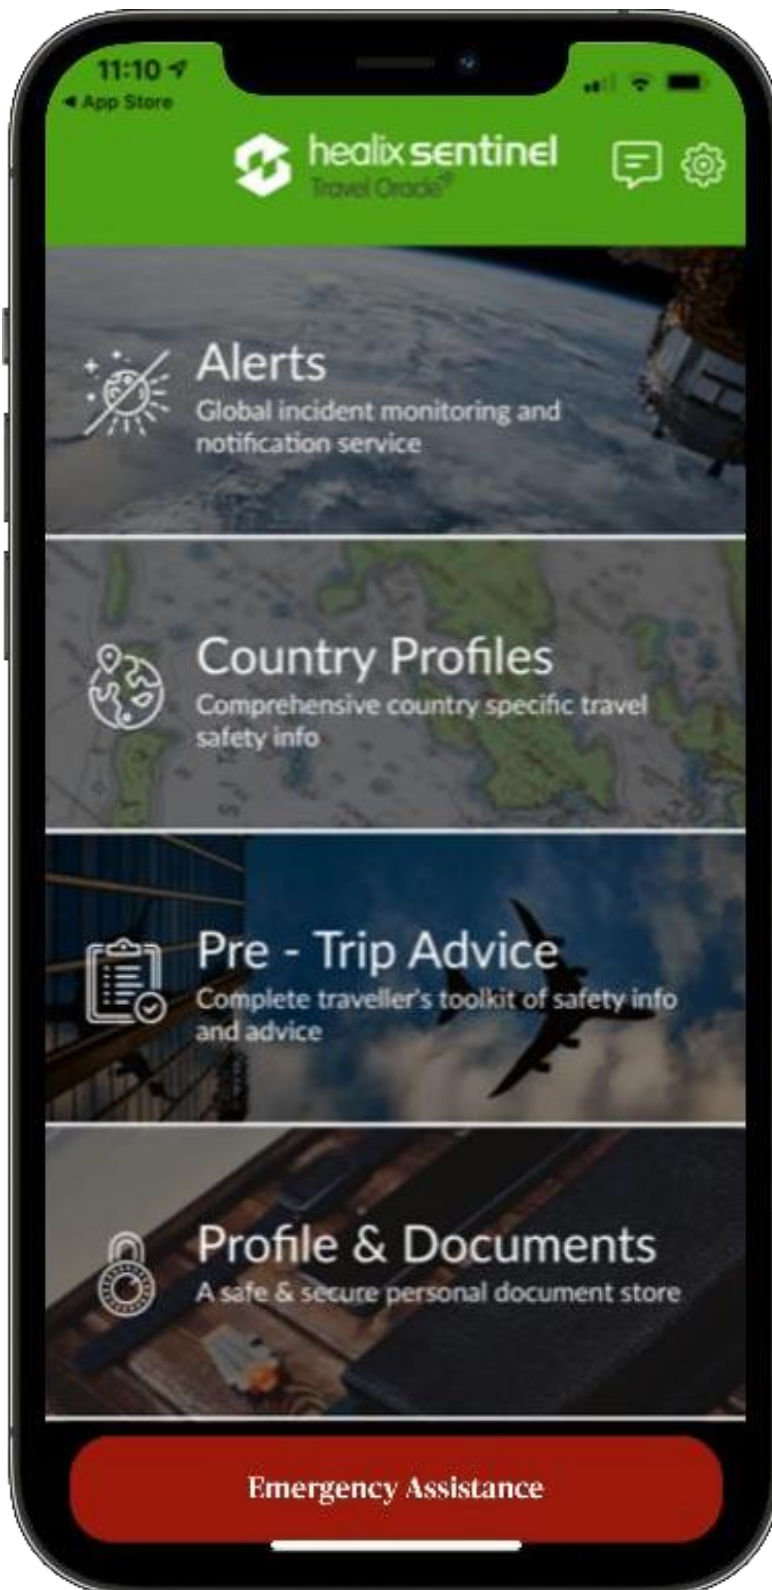 11:10
App Store
healix sentinel
Travel Oracle
Alerts
Global incident monitoring and
notification service
Country Profiles
Comprehensive country specific travel
safety info
Pre - Trip Advice
Complete traveller's toolkit of safety info
and advice
Profile & Documents
A safe & secure personal document store
Emergency Assistance